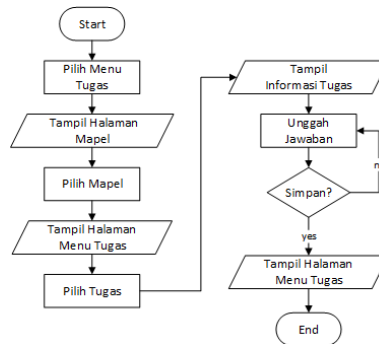 Start
Pilih Menu
Tugas
Tampil Halaman
Mapel
Pilih Mapel
Tampil Halaman
Menu Tugas
Pilih Tugas
Tampil
Informasi Tugas
Unggah
Jawaban
Simpan?
yes
Tampil Halaman
Menu Tugas
End